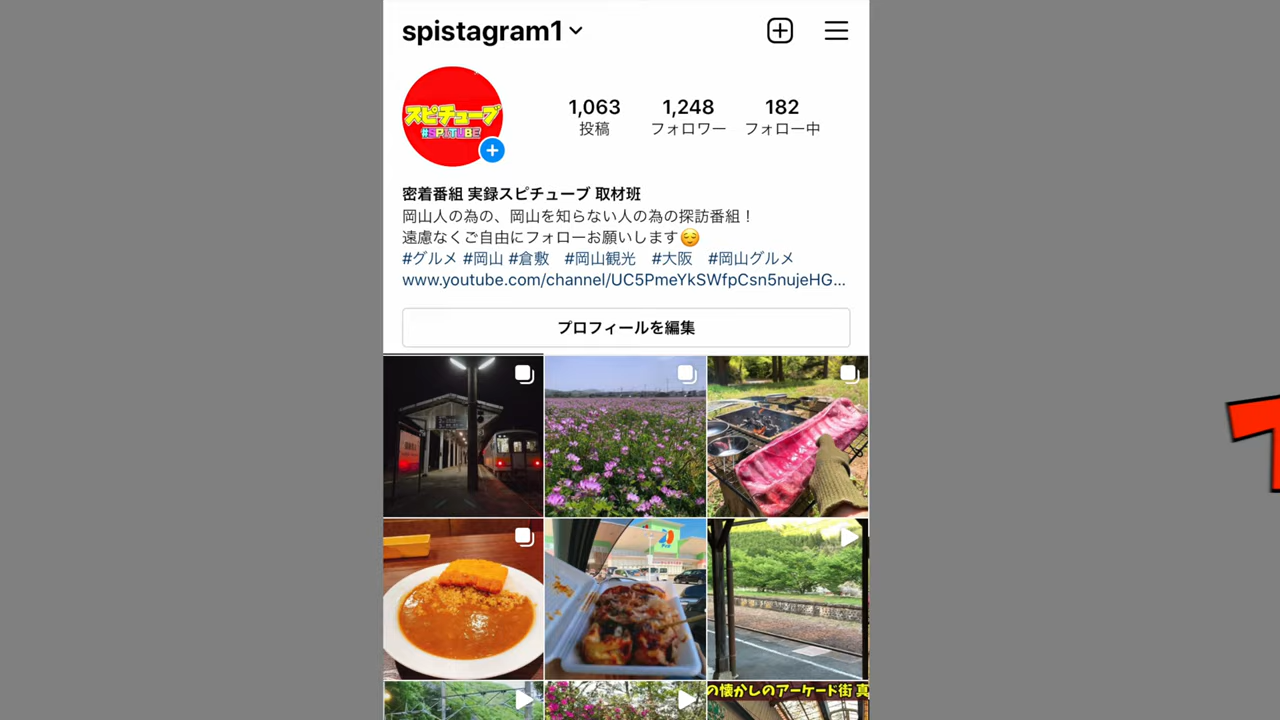 spistagram1
スピチューブ
#SPITUBE
1,063
1,248
182
投稿
フォロワー
フォロー中
密着番組 実録スピチューブ 取材班
岡山人の為の、岡山を知らない人の為の探訪番組！
遠慮なくご自由にフォローお願いします😌
#グルメ #岡山 #倉敷　#岡山観光　#大阪　#岡山グルメ
www.youtube.com/channel/UC5PmeYkSWfpCsn5nujeHG...
プロフィールを編集
の懐かしのアーケード街 真